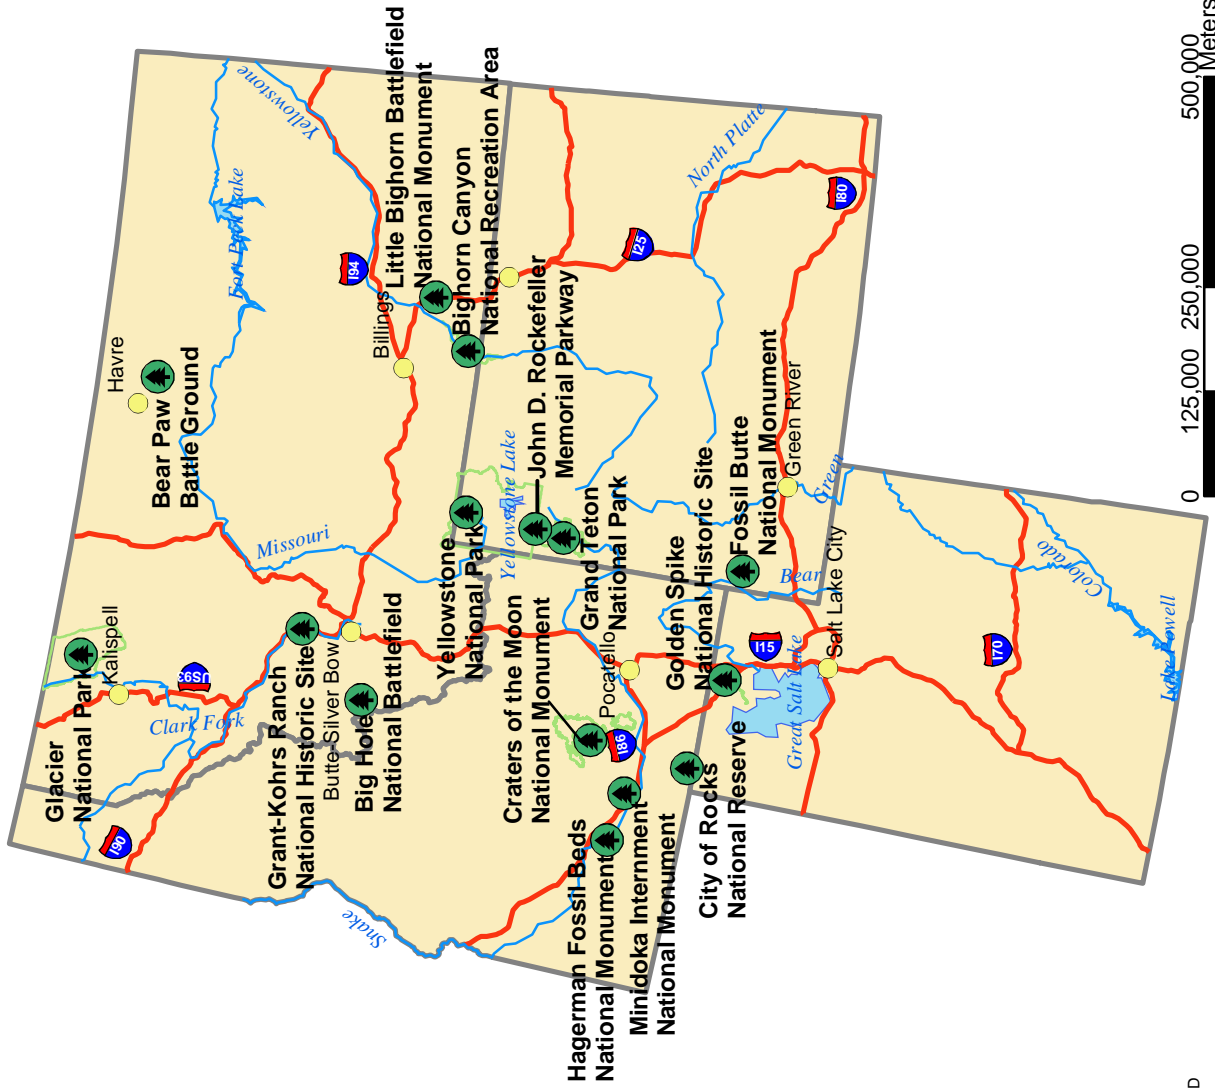 Havre
Bear Paw
Battle Ground
Glacier
National Park
Kalispell
US93
Clark Fork
I90
Missouri
Fort Peck Lake
Yellowstone
I94
Billings
Little Bighorn Battlefield
National Monument
Bighorn Canyon
National Recreation Area
Grant-Kohrs Ranch
National Historic Site
Butte-Silver Bow
Big Hole
National Battlefield
Snake
Yellowstone
National Park
Yellowstone Lake
John D. Rockefeller
Memorial Parkway
Grand Teton
National Park
Craters of the Moon
National Monument
Pocatello
I86
Hagerman Fossil Beds
National Monument
Minidoka Internment
National Monument
City of Rocks
National Reserve
Golden Spike
National Historic Site
Fossil Butte
National Monument
Green River
Green
Bear
I25
North Platte
I80
I15
Great Salt Lake
Salt Lake City
I70
Colorado
Lake Powell
0 125,000 250,000 500,000
Meters
D